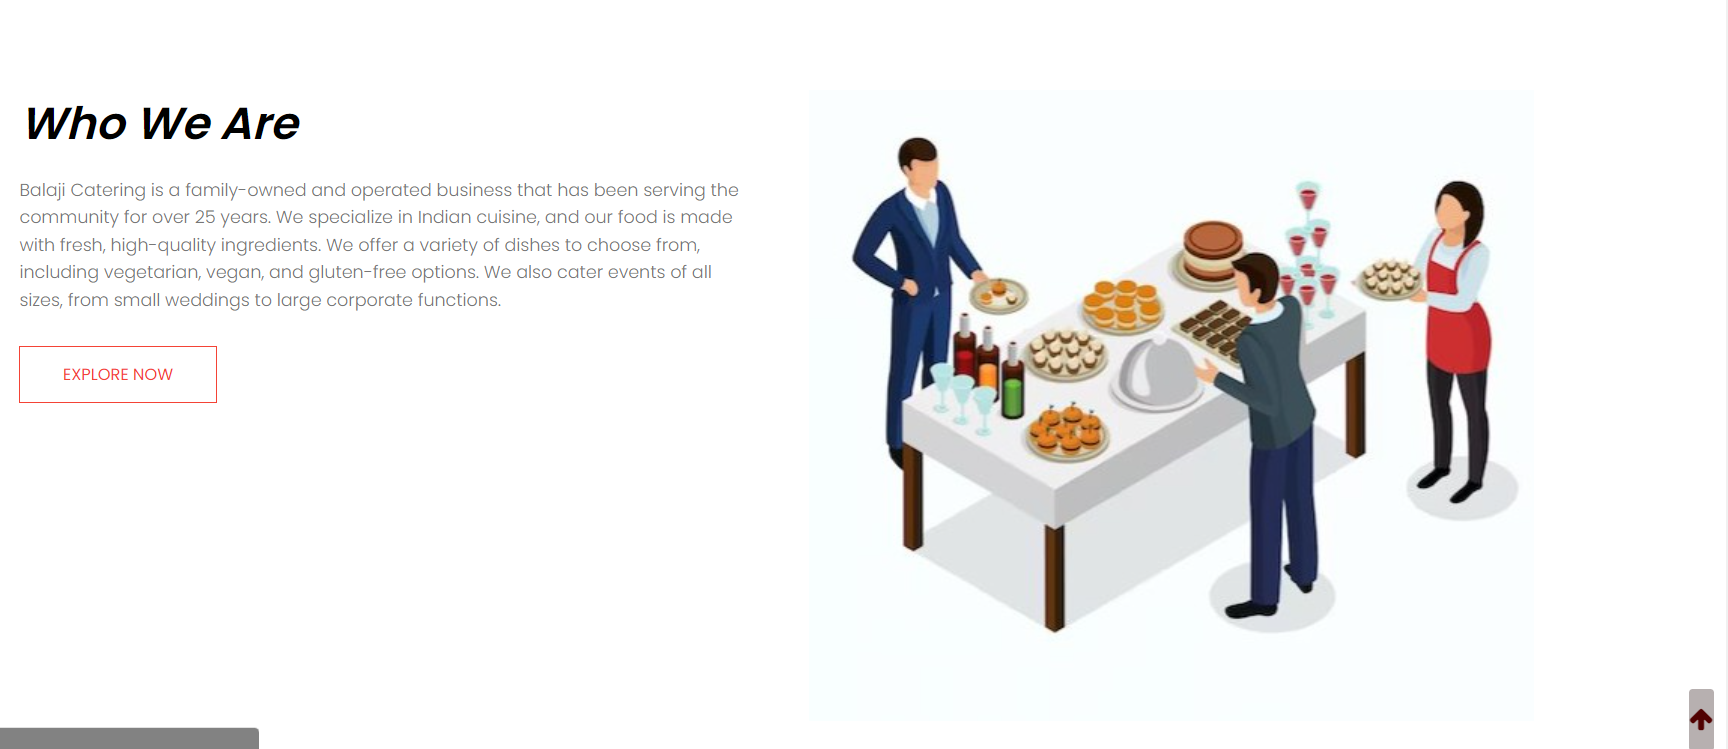 Who We Are
Balaji Catering is a family-owned and operated business that has been serving the
community for over 25 years. We specialize in Indian cuisine, and our food is made
with fresh, high-quality ingredients. We offer a variety of dishes to choose from,
including vegetarian, vegan, and gluten-free options. We also cater events of all
sizes, from small weddings to large corporate functions.
EXPLORE NOW